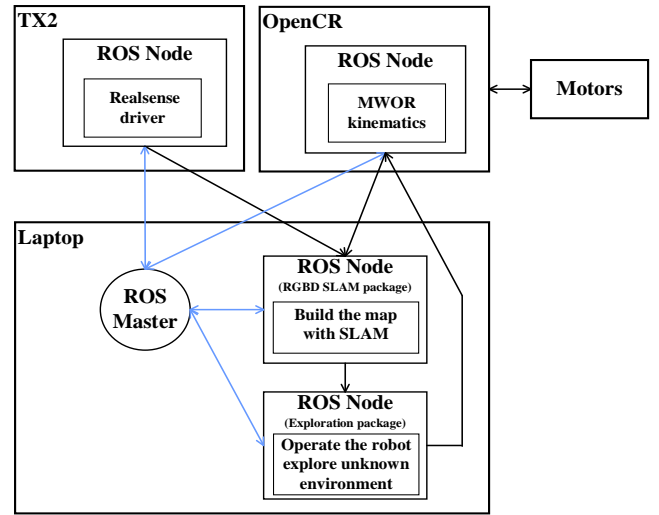 TX2
ROS Node
Realsense
driver
OpenCR
ROS Node
MWOR
kinematics
Motors
Laptop
ROS
Master
ROS Node
(RGBD SLAM package)
Build the map
with SLAM
ROS Node
(Exploration package)
Operate the robot
explore unknown
environment